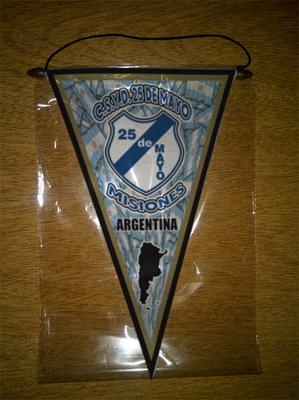 C.S.Y.D. 25 DE MAYO
25
de
MAYO
MISIONES
ARGENTINA